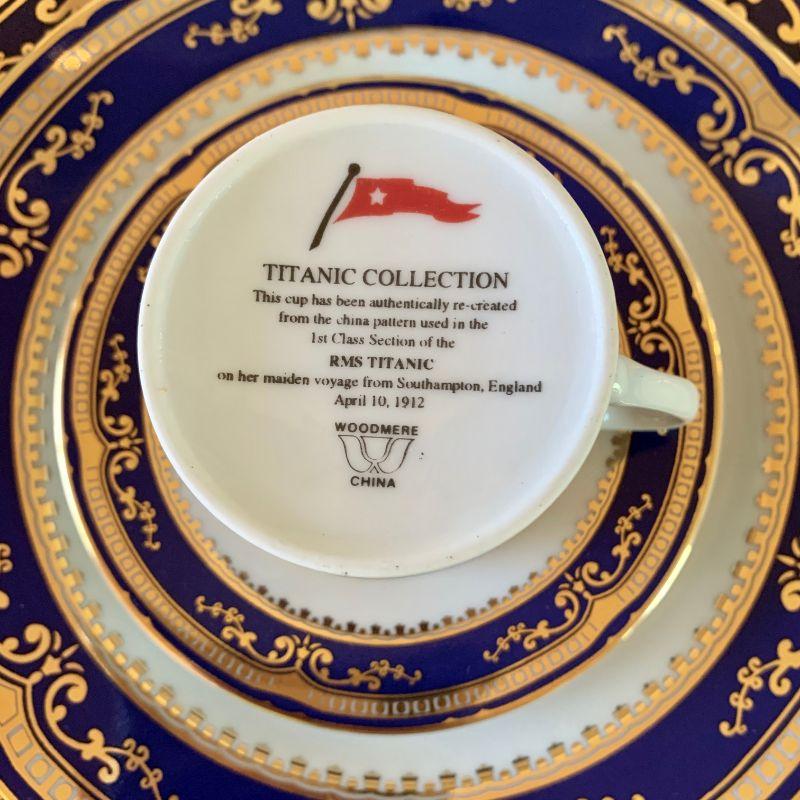 TITANIC COLLECTION
This cup has been authentically re-created
from the china pattern used in the
1st Class Section of the
RMS TITANIC
on her maiden voyage from Southampton, England
April 10, 1912
WOODMERE
CHINA